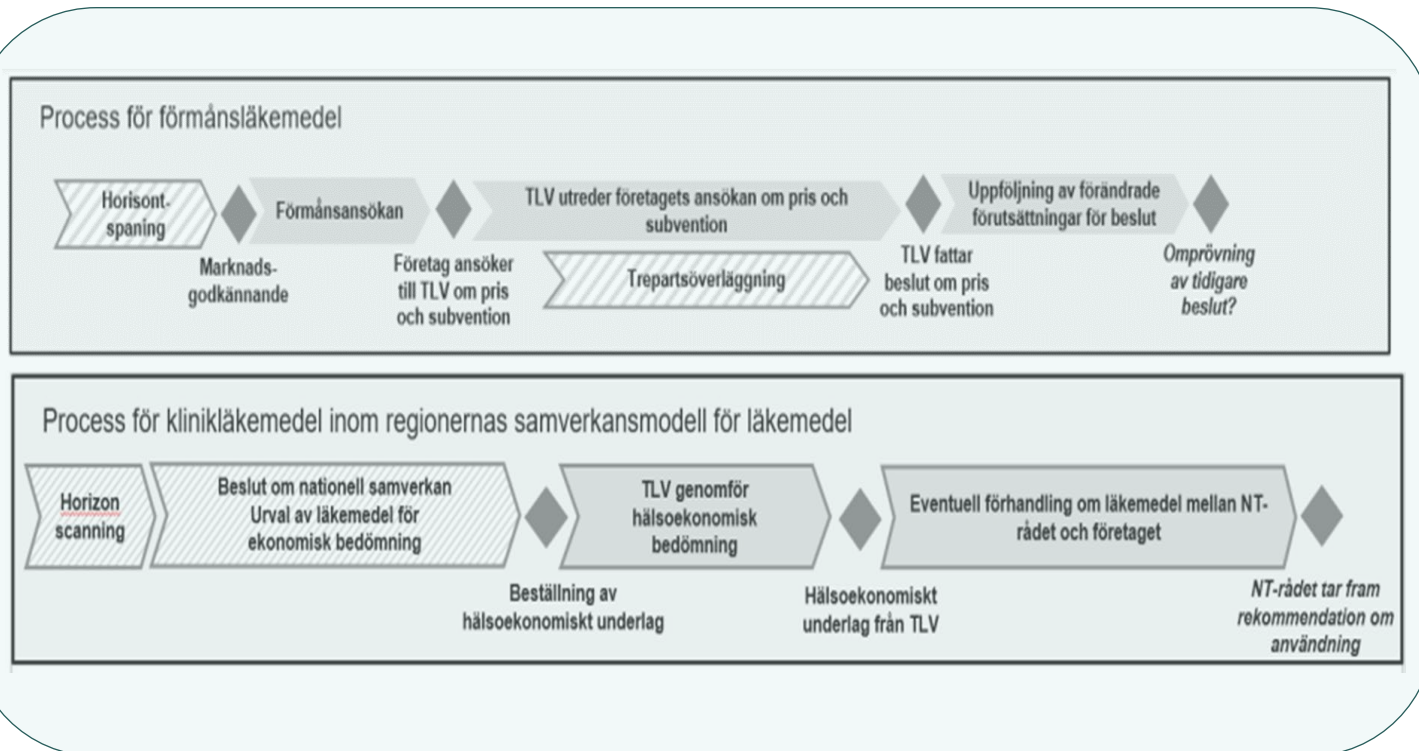 Process för förmånsläkemedel
Horisont-
spaning
Marknads-
godkännande
Förmånsansökan
Företag ansöker
till TLV om pris
och subvention
TLV utreder företagets ansökan om pris och
subvention
Trepartsöverläggning
TLV fattar
beslut om pris
och subvention
Uppföljning av förändrade
förutsättningar för beslut
Omprövning
av tidigare
beslut?
Process för klinikläkemedel inom regionernas samverkansmodell för läkemedel
Horizon
scanning
Beslut om nationell samverkan
Urval av läkemedel för
ekonomisk bedömning
Beställning av
hälsoekonomiskt underlag
TLV genomför
hälsoekonomisk
bedömning
Hälsoekonomiskt
underlag från TLV
Eventuell förhandling om läkemedel mellan NT-
rådet och företaget
NT-rådet tar fram
rekommendation om
användning